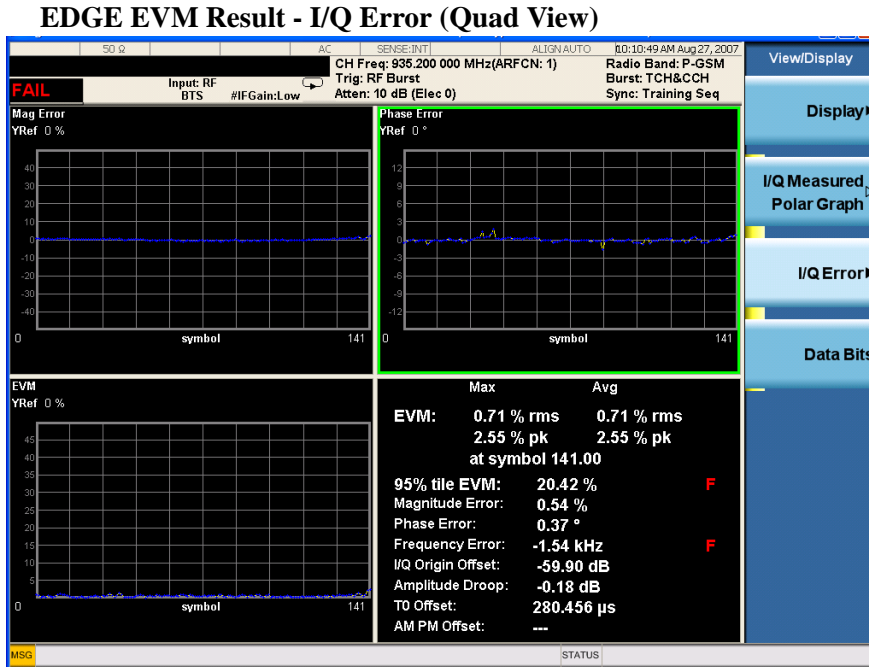 EDGE EVM Result - I/Q Error (Quad View)
50 Ω AC SENSE:INT ALIGN AUTO 10:10:49 AM Aug 27, 2007
CH Freq: 935.200 000 MHz(ARFCN: 1) Radio Band: P-GSM
Input: RF Trig: RF Burst Burst: TCH&CCH
FAIL BTS #IFGain:Low Atten: 10 dB (Elec 0) Sync: Training Seq
Mag Error
YRef 0 %
40
30
20
10
0
-10
-20
-30
-40
0 symbol 141
Phase Error
YRef 0 °
12
9
6
3
0
-3
-6
-9
-12
0 symbol 141
EVM
YRef 0 %
45
40
35
30
25
20
15
10
5
0 symbol 141
Max Avg
EVM: 0.71 % rms 0.71 % rms
2.55 % pk 2.55 % pk
at symbol 141.00
95% tile EVM: 20.42 % F
Magnitude Error: 0.54 %
Phase Error: 0.37 °
Frequency Error: -1.54 kHz F
I/Q Origin Offset: -59.90 dB
Amplitude Droop: -0.18 dB
T0 Offset: 280.456 µs
AM PM Offset: ---
View/Display
Display
I/Q Measured
Polar Graph
I/Q Error
Data Bits
MSG STATUS